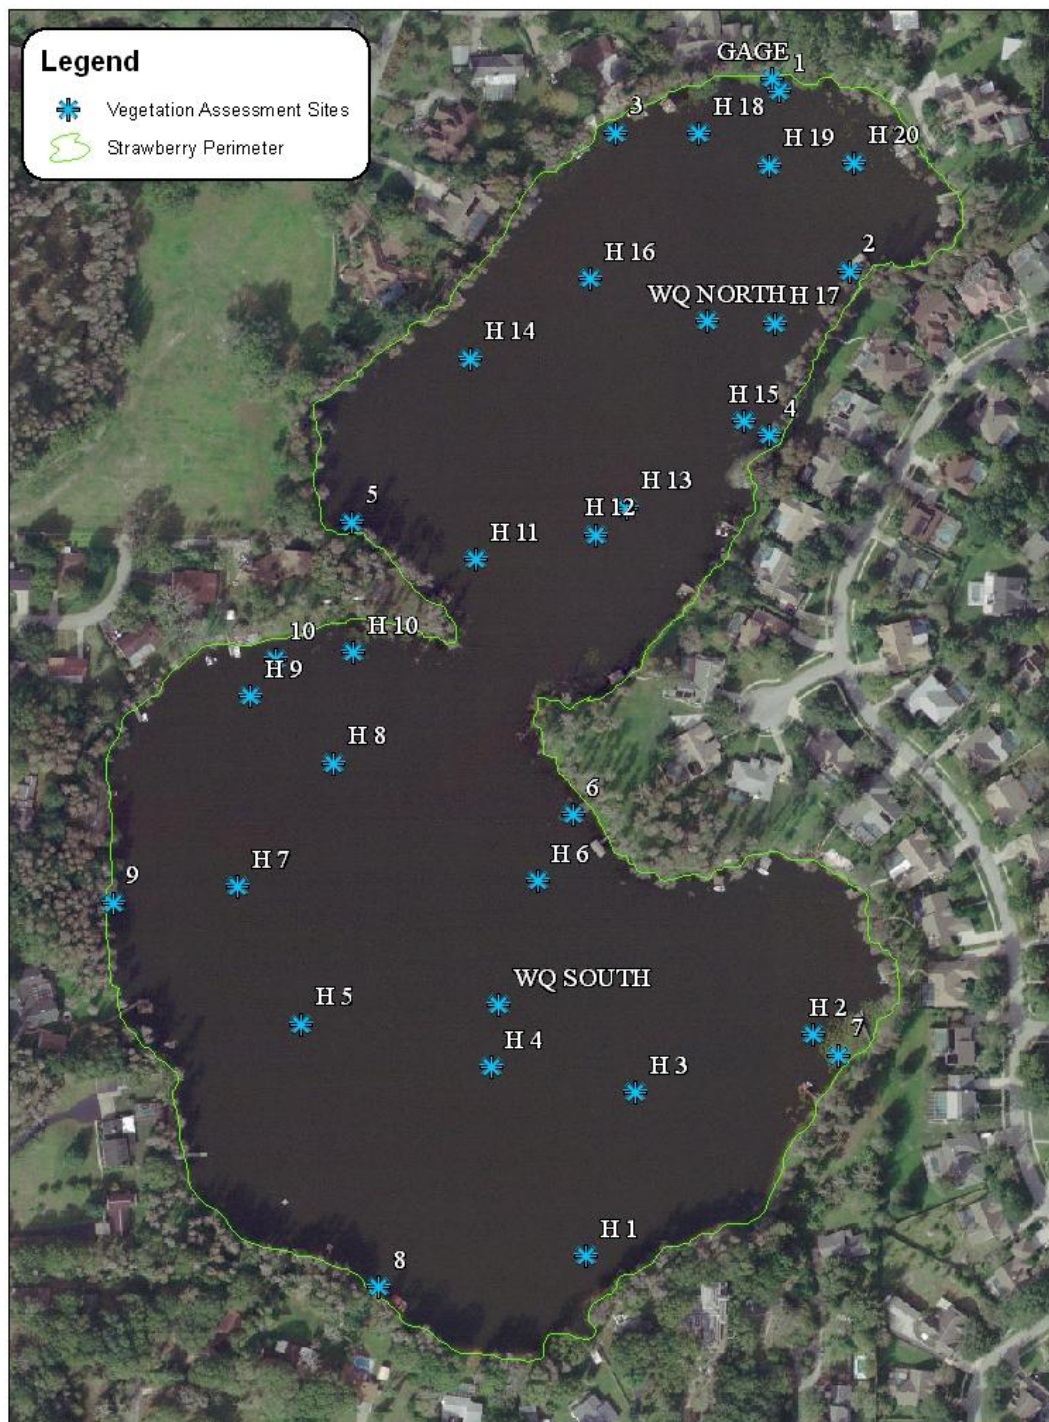 Legend
Vegetation Assessment Sites
Strawberry Perimeter
GAGE
1
3
H 18
H 19
H 20
2
H 16
WQ NORTH
H 17
H 14
H 15
4
H 13
5
H 12
H 11
10
H 10
H 9
H 8
6
H 7
H 6
9
WQ SOUTH
H 5
H 2
7
H 4
H 3
H 1
8